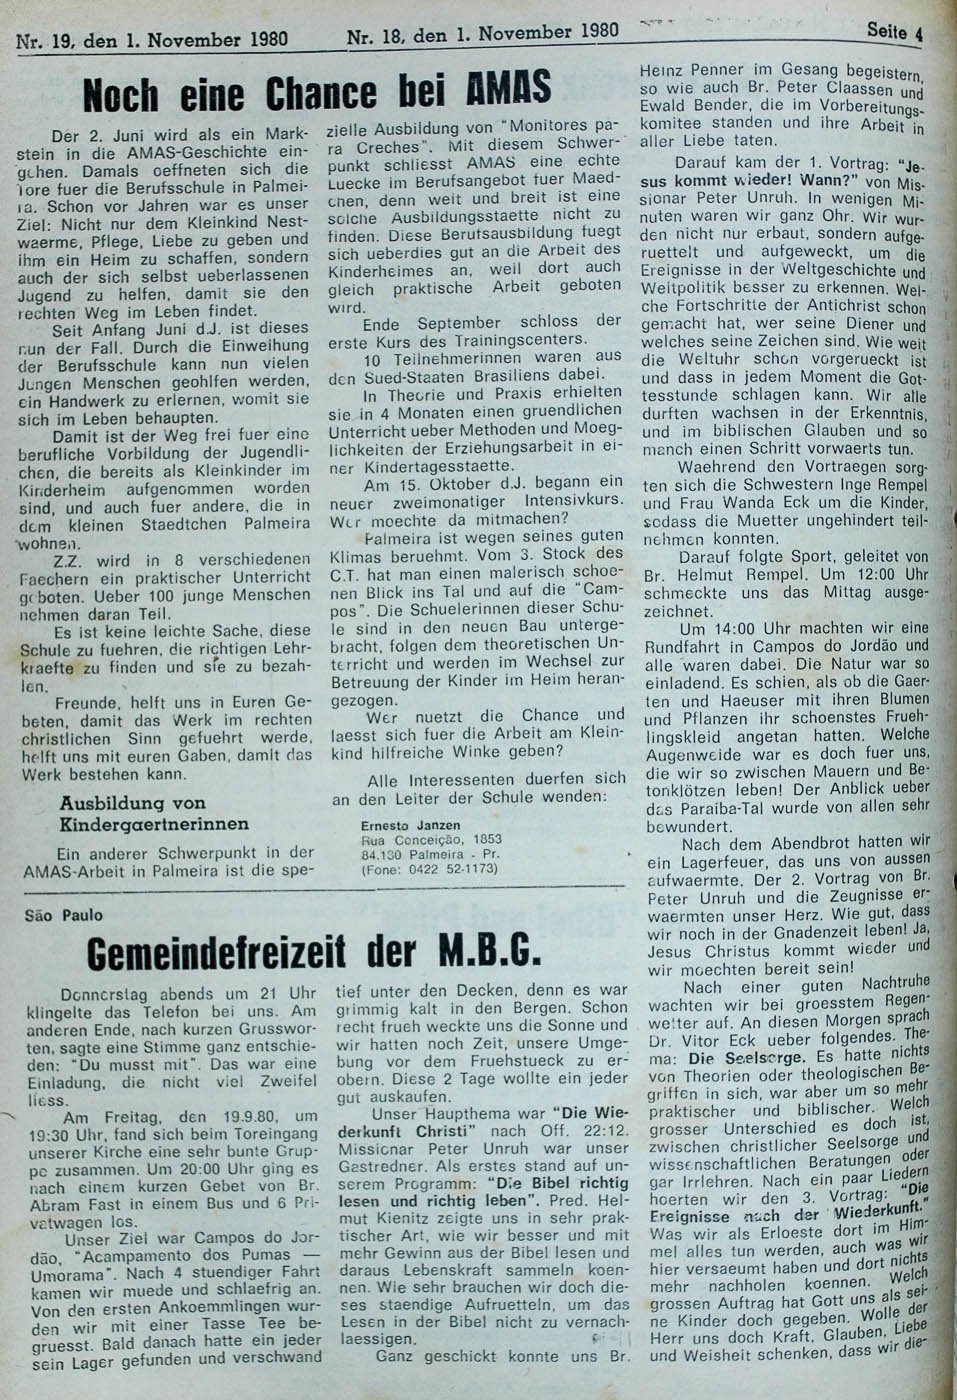 Nr. 19, den 1. November 1980
Nr. 18, den 1. November 1980
Seite 4
Noch eine Chance bei AMAS
Der 2. Juni wird als ein Mark-
stein in die AMAS-Geschichte ein-
gehen. Damals oeffneten sich die
Tore fuer die Berufsschule in Palmei-
ra. Schon vor Jahren war es unser
Ziel: Nicht nur dem Kleinkind Nest-
waerme, Pflege, Liebe zu geben und
ihm ein Heim zu schaffen, sondern
auch der sich selbst ueberlassenen
Jugend zu helfen, damit sie den
rechten Weg im Leben findet.
Seit Anfang Juni d.J. ist dieses
nun der Fall. Durch die Einweihung
der Berufsschule kann nun vielen
Jungen Menschen geohlfen werden,
ein Handwerk zu erlernen, womit sie
sich im Leben behaupten.
Damit ist der Weg frei fuer eine
berufliche Vorbildung der Jugendli-
chen, die bereits als Kleinkinder im
Kinderheim aufgenommen worden
sind, und auch fuer andere, die in
dem kleinen Staedtchen Palmeira
wohnen.
Z.Z. wird in 8 verschiedenen
Faechern ein praktischer Unterricht
geboten. Ueber 100 junge Menschen
nehmen daran Teil.
Es ist keine leichte Sache, diese
Schule zu fuehren, die richtigen Lehr-
kraefte zu finden und sie zu bezah-
len.
Freunde, helft uns in Euren Ge-
beten, damit das Werk im rechten
christlichen Sinn gefuehrt werde,
helft uns mit euren Gaben, damit das
Werk bestehen kann.
Ausbildung von
Kindergaertnerinnen
Ein anderer Schwerpunkt in der
AMAS-Arbeit in Palmeira ist die spe-
zielle Ausbildung von "Monitores pa-
ra Creches". Mit diesem Schwer-
punkt schliesst AMAS eine echte
Luecke im Berufsangebot fuer Maed-
chen, denn weit und breit ist eine
solche Ausbildungsstaette nicht zu
finden. Diese Berufsausbildung fuegt
sich ueberdies gut an die Arbeit des
Kinderheimes an, weil dort auch
gleich praktische Arbeit geboten
wird.
Ende September schloss der
erste Kurs des Trainingscenters.
10 Teilnehmerinnen waren aus
den Sued-Staaten Brasiliens dabei.
In Theorie und Praxis erhielten
sie in 4 Monaten einen gruendlichen
Unterricht ueber Methoden und Moeg-
lichkeiten der Erziehungsarbeit in ei-
ner Kindertagesstaette.
Am 15. Oktober d.J. begann ein
neuer zweimonatiger Intensivkurs.
Wer moechte da mitmachen?
Palmeira ist wegen seines guten
Klimas beruehmt. Vom 3. Stock des
C.T. hat man einen malerisch schoe-
nen Blick ins Tal und auf die "Cam-
pos". Die Schuelerinnen dieser Schu-
le sind in den neuen Bau unterge-
bracht, folgen dem theoretischen Un-
terricht und werden im Wechsel zur
Betreuung der Kinder im Heim heran-
gezogen.
Wer nuetzt die Chance und
laesst sich fuer die Arbeit am Klein-
kind hilfreiche Winke geben?
Alle Interessenten duerfen sich
an den Leiter der Schule wenden:
Ernesto Janzen
Rua Conceição, 1853
84.130 Palmeira - Pr.
(Fone: 0422 52-1173)
São Paulo
Gemeindefreizeit der M.B.G.
Donnerstag abends um 21 Uhr
klingelte das Telefon bei uns. Am
anderen Ende, nach kurzen Grusswor-
ten, sagte eine Stimme ganz entschie-
den: "Du musst mit". Das war eine
Einladung, die nicht viel Zweifel
liess.
Am Freitag, den 19.9.80, um
19:30 Uhr, fand sich beim Toreingang
unserer Kirche eine sehr bunte Grup-
pe zusammen. Um 20:00 Uhr ging es
nach einem kurzen Gebet von Br.
Abram Fast in einem Bus und 6 Pri-
vatwagen los.
Unser Ziel war Campos do Jor-
dão, "Acampamento dos Pumas —
Umorama". Nach 4 stuendiger Fahrt
kamen wir muede und schlaefrig an.
Von den ersten Ankoemmlingen wur-
den wir mit einer Tasse Tee be-
gruesst. Bald danach hatte ein jeder
sein Lager gefunden und verschwand
tief unter den Decken, denn es war
grimmig kalt in den Bergen. Schon
recht frueh weckte uns die Sonne und
wir hatten noch Zeit, unsere Umge-
bung vor dem Fruehstueck zu er-
obern. Diese 2 Tage wollte ein jeder
gut auskaufen.
Unser Haupthema war "Die Wie-
derkunft Christi" nach Off. 22:12.
Missionar Peter Unruh war unser
Gastredner. Als erstes stand auf un-
serem Programm: "Die Bibel richtig
lesen und richtig leben". Pred. Hel-
mut Kienitz zeigte uns in sehr prak-
tischer Art, wie wir besser und mit
mehr Gewinn aus der Bibel lesen und
daraus Lebenskraft sammeln koen-
nen. Wie sehr brauchen wir doch die-
ses staendige Aufruetteln, um das
Lesen in der Bibel nicht zu vernach-
laessigen.
Ganz geschickt konnte uns Br.
Heinz Penner im Gesang begeistern,
so wie auch Br. Peter Claassen und
Ewald Bender, die im Vorbereitungs-
komitee standen und ihre Arbeit in
aller Liebe taten.
Darauf kam der 1. Vortrag: "Je-
sus kommt wieder! Wann?" von Mis-
sionar Peter Unruh. In wenigen Mi-
nuten waren wir ganz Ohr. Wir wur-
den nicht nur erbaut, sondern aufge-
ruettelt und aufgeweckt, um die
Ereignisse in der Weltgeschichte und
Weltpolitik besser zu erkennen. Wel-
che Fortschritte der Antichrist schon
gemacht hat, wer seine Diener und
welches seine Zeichen sind. Wie weit
die Weltuhr schon vorgerueckt ist
und dass in jedem Moment die Got-
tesstunde schlagen kann. Wir alle
durften wachsen in der Erkenntnis,
und im biblischen Glauben und so
manch einen Schritt vorwaerts tun.
Waehrend den Vortraegen sorg-
ten sich die Schwestern Inge Rempel
und Frau Wanda Eck um die Kinder,
sodass die Muetter ungehindert teil-
nehmen konnten.
Darauf folgte Sport, geleitet von
Br. Helmut Rempel. Um 12:00 Uhr
schmeckte uns das Mittag ausge-
zeichnet.
Um 14:00 Uhr machten wir eine
Rundfahrt in Campos do Jordão und
alle waren dabei. Die Natur war so
einladend. Es schien, als ob die Gaer-
ten und Haeuser mit ihren Blumen
und Pflanzen ihr schoenstes Frueh-
lingskleid angetan hatten. Welche
Augenweide war es doch fuer uns,
die wir so zwischen Mauern und Be-
tonklötzen leben! Der Anblick ueber
das Paraíba-Tal wurde von allen sehr
bewundert.
Nach dem Abendbrot hatten wir
ein Lagerfeuer, das uns von aussen
aufwaermte. Der 2. Vortrag von Br.
Peter Unruh und die Zeugnisse er-
waermten unser Herz. Wie gut, dass
wir noch in der Gnadenzeit leben! Ja,
Jesus Christus kommt wieder und
wir moechten bereit sein!
Nach einer guten Nachtruhe
wachten wir bei groesstem Regen-
wetter auf. An diesen Morgen sprach
Dr. Vitor Eck ueber folgendes. The-
ma: Die Seelsorge. Es hatte nichts
von Theorien oder theologischen Be-
griffen in sich, war aber um so mehr
praktischer und biblischer. Welch
grosser Unterschied es doch ist,
zwischen christlicher Seelsorge und
wissenschaftlichen Beratungen oder
gar Irrlehren. Nach ein paar Liedern
hoerten wir den 3. Vortrag: "Die
Ereignisse nach der Wiederkunft."
Was wir als Erloeste dort im Him-
mel alles tun werden, auch was wir
hier versaeumt haben und dort nichts
mehr nachholen koennen. Welch
grossen Auftrag hat Gott uns als sei-
ne Kinder doch gegeben. Wolle der
Herr uns doch Kraft, Glauben, Liebe
und Weisheit schenken, dass wir die-